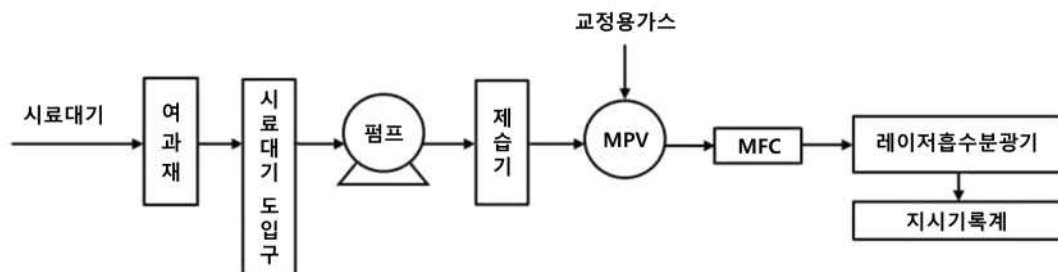 교정용가스
시료대기
여과재
시료대기 도입구
펌프
제습기
MPV
MFC
레이저흡수분광기
지시기록계